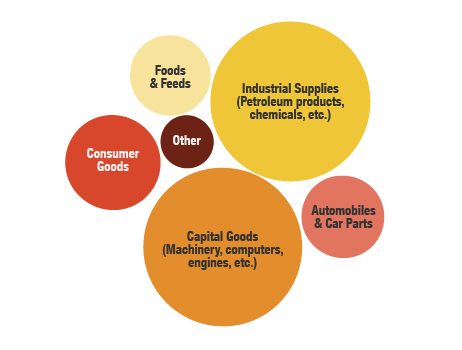 Foods
& Feeds
Industrial Supplies
(Petroleum products,
chemicals, etc.)
Other
Consumer
Goods
Automobiles
& Car Parts
Capital Goods
(Machinery, computers,
engines, etc.)